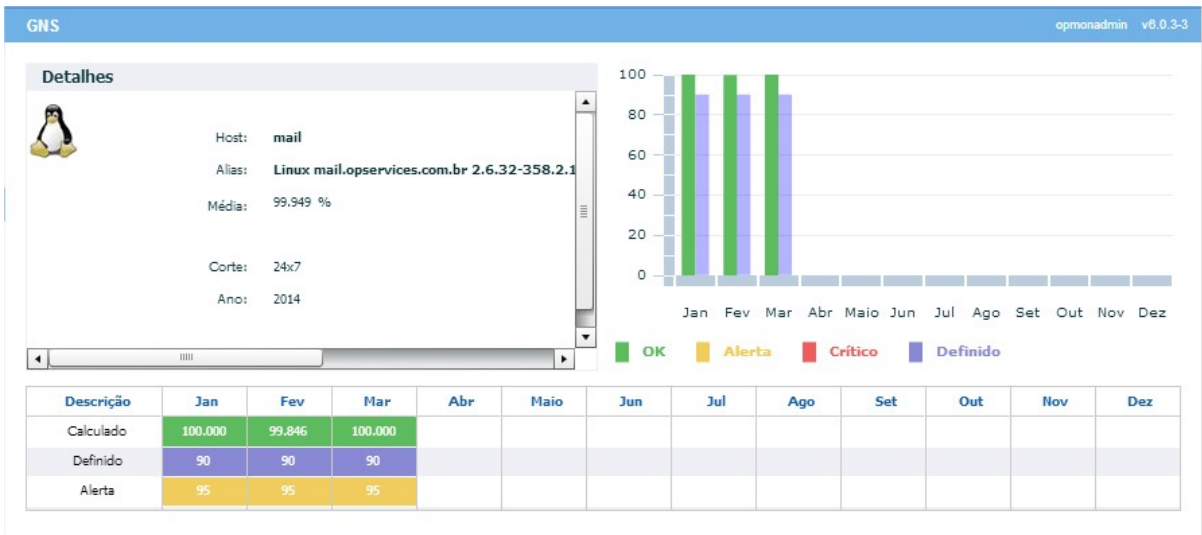 GNS
opmonadmin v6.0.3-3
Detalhes
Host: mail
Alias: Linux mail.opservices.com.br 2.6.32-358.2.1
Média: 99.949 %
Corte: 24x7
Ano: 2014
100
80
60
40
20
0
Jan Fev Mar Abr Maio Jun Jul Ago Set Out Nov Dez
OK Alerta Crítico Definido
Descrição Jan Fev Mar Abr Maio Jun Jul Ago Set Out Nov Dez
Calculado 100.000 99.846 100.000
Definido 90 90 90
Alerta 95 95 95